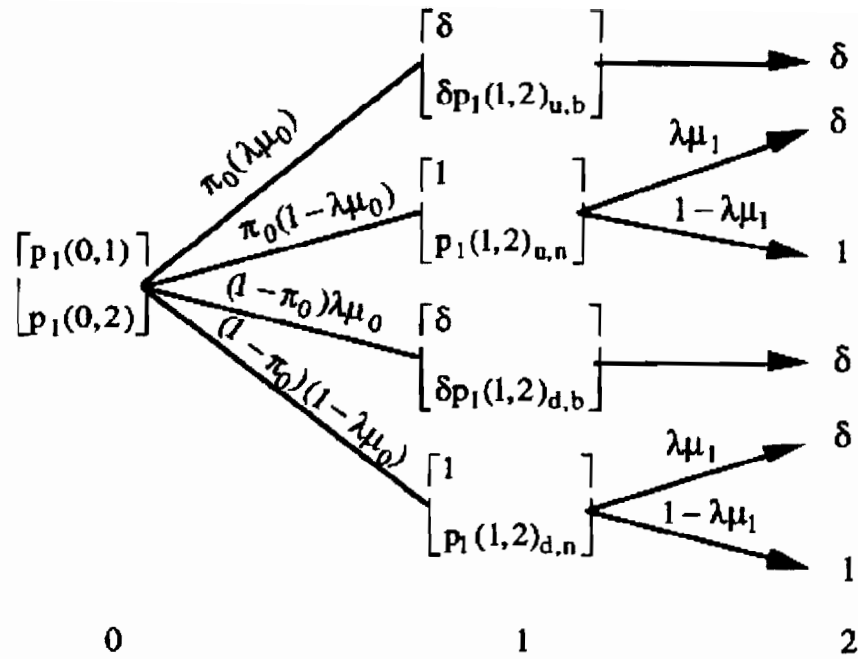 δ
δp₁(1,2)u,b
δ
π₀(λμ₀)
δ
λμ₁
1
π₀(1−λμ₀)
p₁(1,2)u,n
1−λμ₁
1
p₁(0,1)
p₁(0,2)
(1−π₀)λμ₀
δ
δp₁(1,2)d,b
δ
(1−π₀)(1−λμ₀)
δ
λμ₁
1
p₁(1,2)d,n
1−λμ₁
1
0 1 2